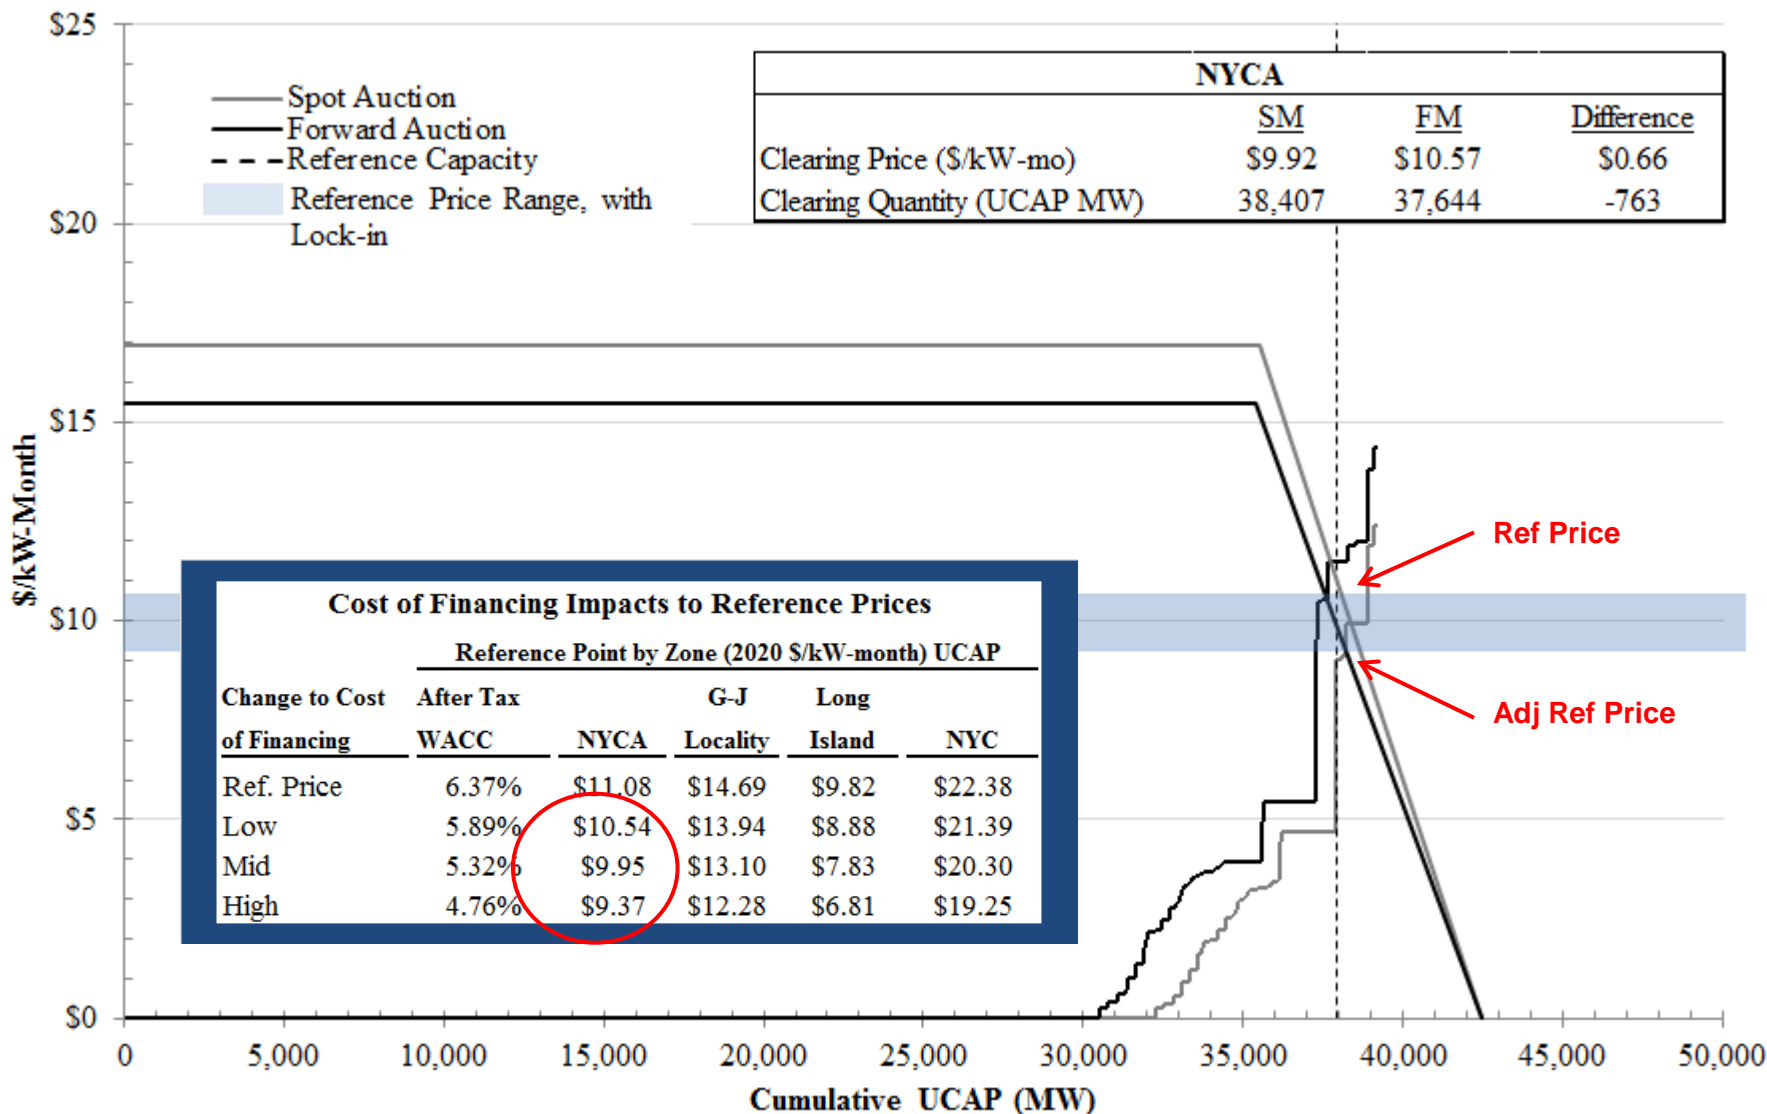 $25
$20
$15
$10
$5
$0
$/kW-Month
Spot Auction
Forward Auction
Reference Capacity
Reference Price Range, with
Lock-in
NYCA
SM FM Difference
Clearing Price ($/kW-mo) $9.92 $10.57 $0.66
Clearing Quantity (UCAP MW) 38,407 37,644 -763
Ref Price
Adj Ref Price
Cost of Financing Impacts to Reference Prices
Reference Point by Zone (2020 $/kW-month) UCAP
Change to Cost After Tax G-J Long
of Financing WACC NYCA Locality Island NYC
Ref. Price 6.37% $11.08 $14.69 $9.82 $22.38
Low 5.89% $10.54 $13.94 $8.88 $21.39
Mid 5.32% $9.95 $13.10 $7.83 $20.30
High 4.76% $9.37 $12.28 $6.81 $19.25
0 5,000 10,000 15,000 20,000 25,000 30,000 35,000 40,000 45,000 50,000
Cumulative UCAP (MW)